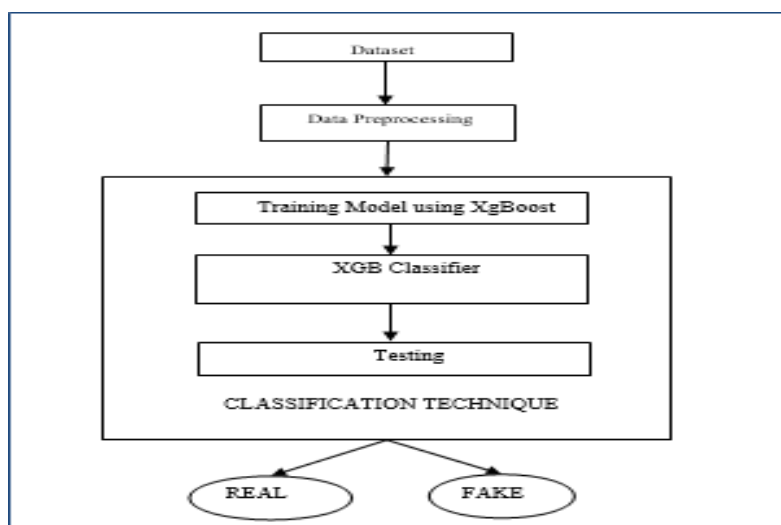 Dataset
Data Preprocessing
Training Model using XgBoost
XGB Classifier
Testing
CLASSIFICATION TECHNIQUE
REAL
FAKE